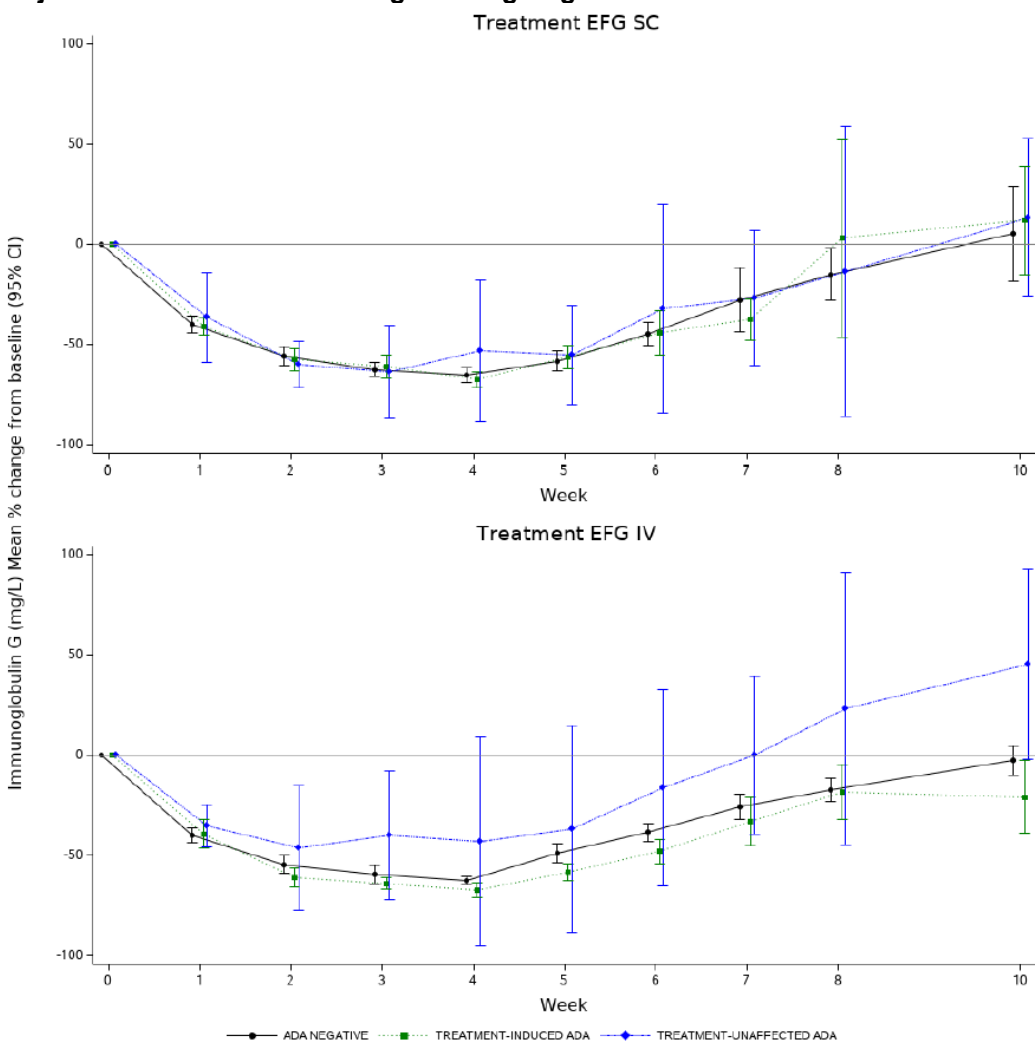 Treatment EFG SC
Immunoglobulin G (mg/L) Mean % change from baseline (95% CI)
100
50
0
-50
-100
0 1 2 3 4 5 6 7 8 10
Week
Treatment EFG IV
100
50
0
-50
-100
0 1 2 3 4 5 6 7 8 10
Week
ADA NEGATIVE TREATMENT-INDUCED ADA TREATMENT-UNAFFECTED ADA